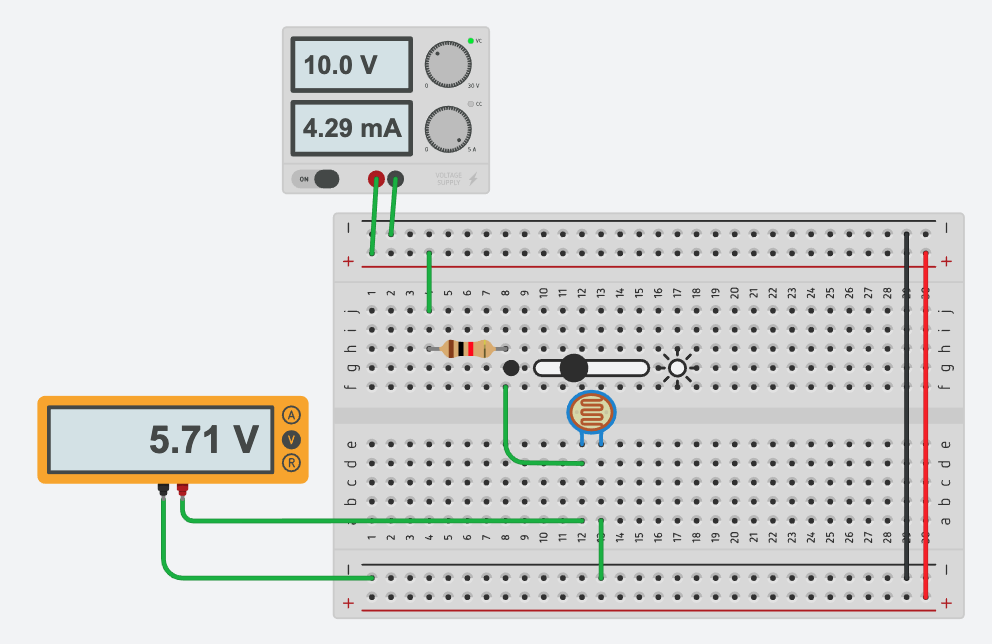 VC
10.0 V
0 30 V
CC
4.29 mA
0 5 A
ON
VOLTAGE
SUPPLY
− −
+ +
1 2 3 4 5 6 7 8 9 10 11 12 13 14 15 16 17 18 19 20 21 22 23 24 25 26 27 28 29 30
j j
i i
h h
g g
f f
A
5.71 V
V
R
e e
d d
c c
b b
a a
1 2 3 4 5 6 7 8 9 10 11 12 13 14 15 16 17 18 19 20 21 22 23 24 25 26 27 28 29 30
− −
+ +